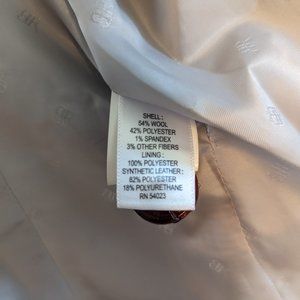 SHELL:
54% WOOL
42% POLYESTER
1% SPANDEX
3% OTHER FIBERS
LINING:
100% POLYESTER
SYNTHETIC LEATHER:
82% POLYESTER
18% POLYURETHANE
RN 54023